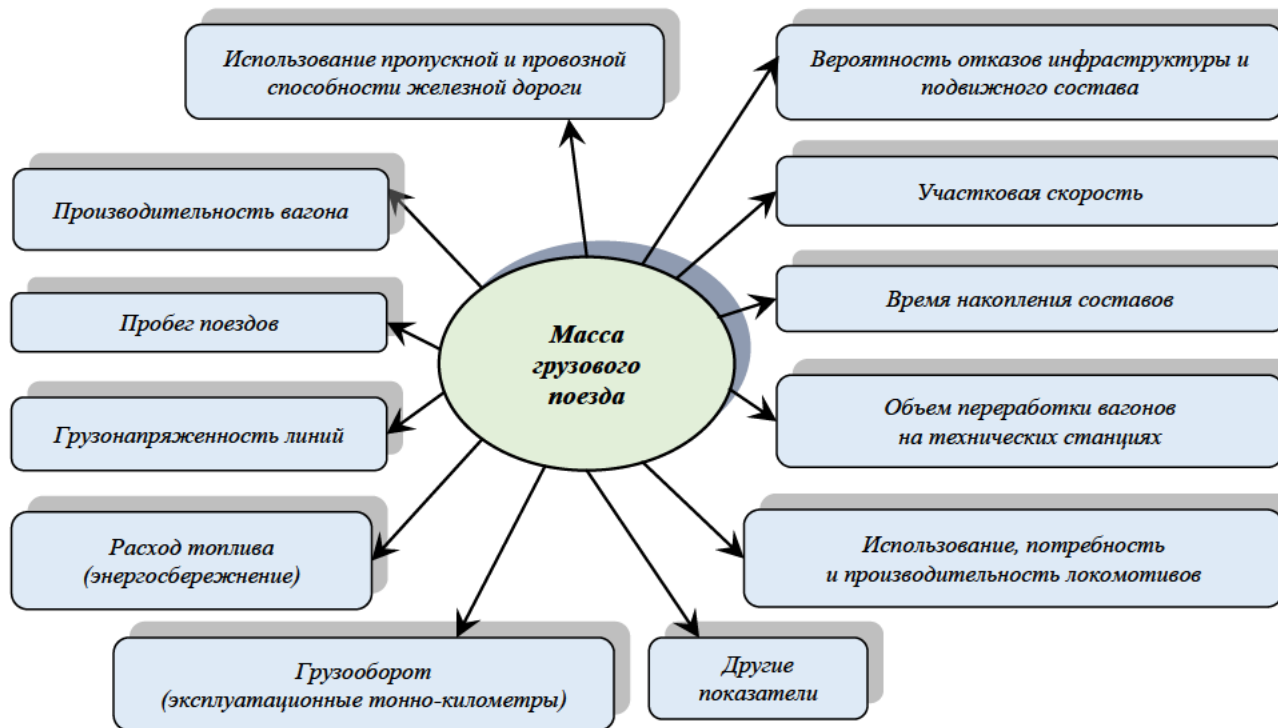 Использование пропускной и провозной
способности железной дороги
Вероятность отказов инфраструктуры и
подвижного состава
Производительность вагона
Участковая скорость
Пробег поездов
Время накопления составов
Масса
грузового
поезда
Грузонапряженность линий
Объем переработки вагонов
на технических станциях
Расход топлива
(энергосбережнение)
Использование, потребность
и производительность локомотивов
Грузооборот
(эксплуатационные тонно-километры)
Другие
показатели